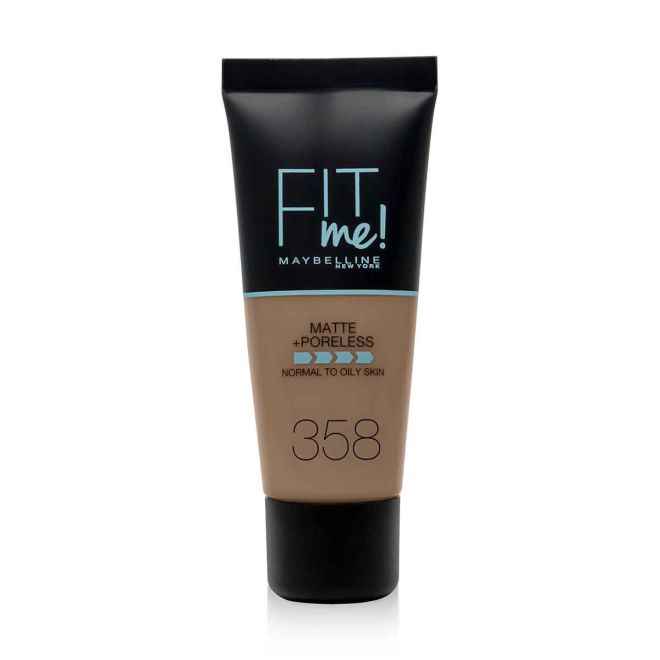 FIT
me!
MAYBELLINE
NEW YORK
MATTE
+PORELESS
NORMAL TO OILY SKIN
358